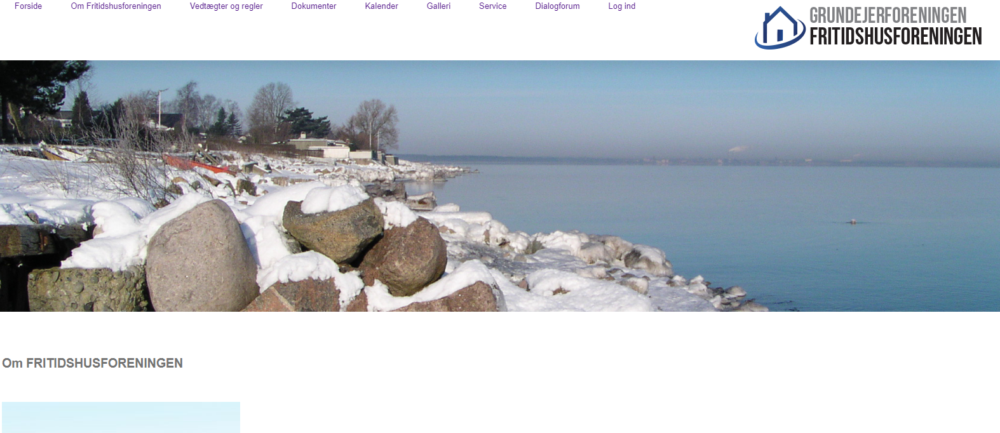 Forside Om Fritidshusforeningen Vedtægter og regler Dokumenter Kalender Galleri Service Dialogforum Log ind
GRUNDEJERFORENINGEN
FRITIDSHUSFORENINGEN
Om FRITIDSHUSFORENINGEN